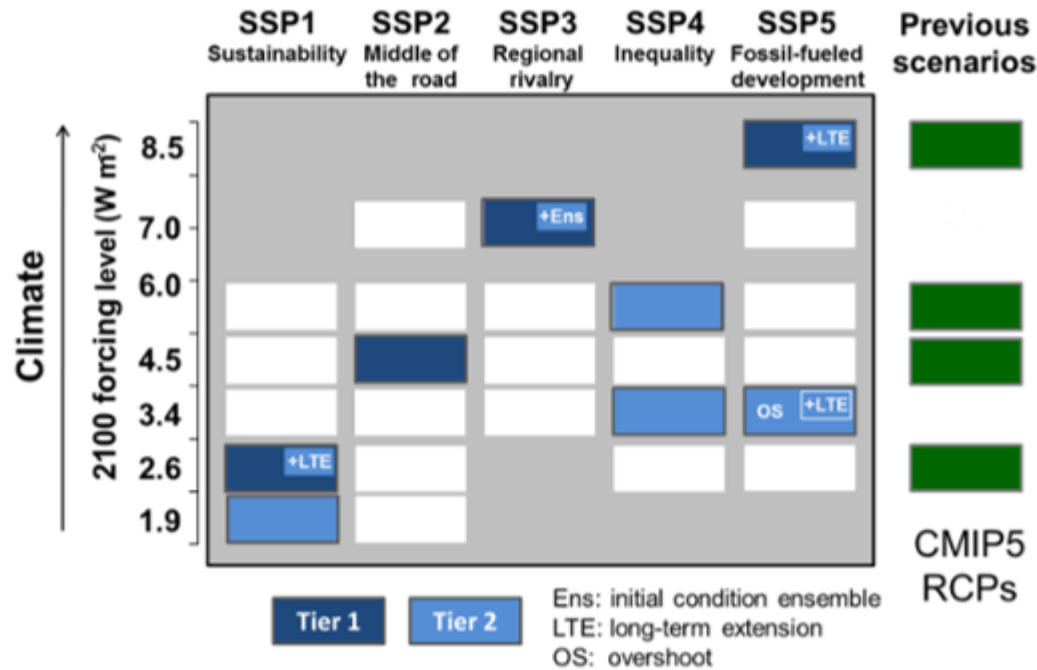 SSP1 SSP2 SSP3 SSP4 SSP5 Previous
Sustainability Middle of Regional Inequality Fossil-fueled scenarios
the road rivalry development
Climate
2100 forcing level (W m-2)
8.5 +LTE
7.0 +Ens
6.0
4.5
3.4 OS +LTE
2.6 +LTE
1.9
CMIP5
RCPs
Tier 1 Tier 2
Ens: initial condition ensemble
LTE: long-term extension
OS: overshoot